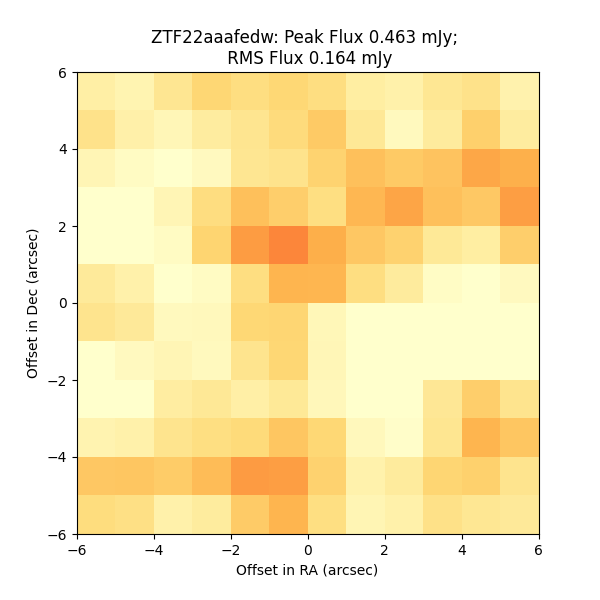 ZTF22aaafedw: Peak Flux 0.463 mJy;
RMS Flux 0.164 mJy
6
4
2
0
−2
−4
−6
Offset in Dec (arcsec)
−6 −4 −2 0 2 4 6
Offset in RA (arcsec)